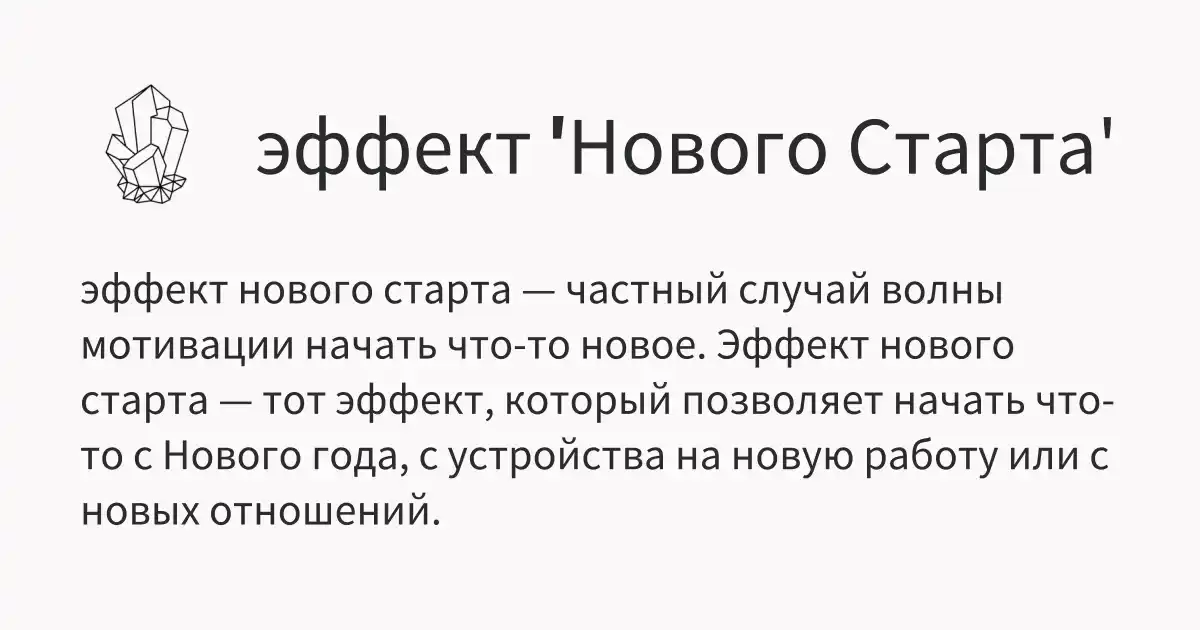 эффект 'Нового Старта'
эффект нового старта — частный случай волны
мотивации начать что-то новое. Эффект нового
старта — тот эффект, который позволяет начать что-
то с Нового года, с устройства на новую работу или с
новых отношений.